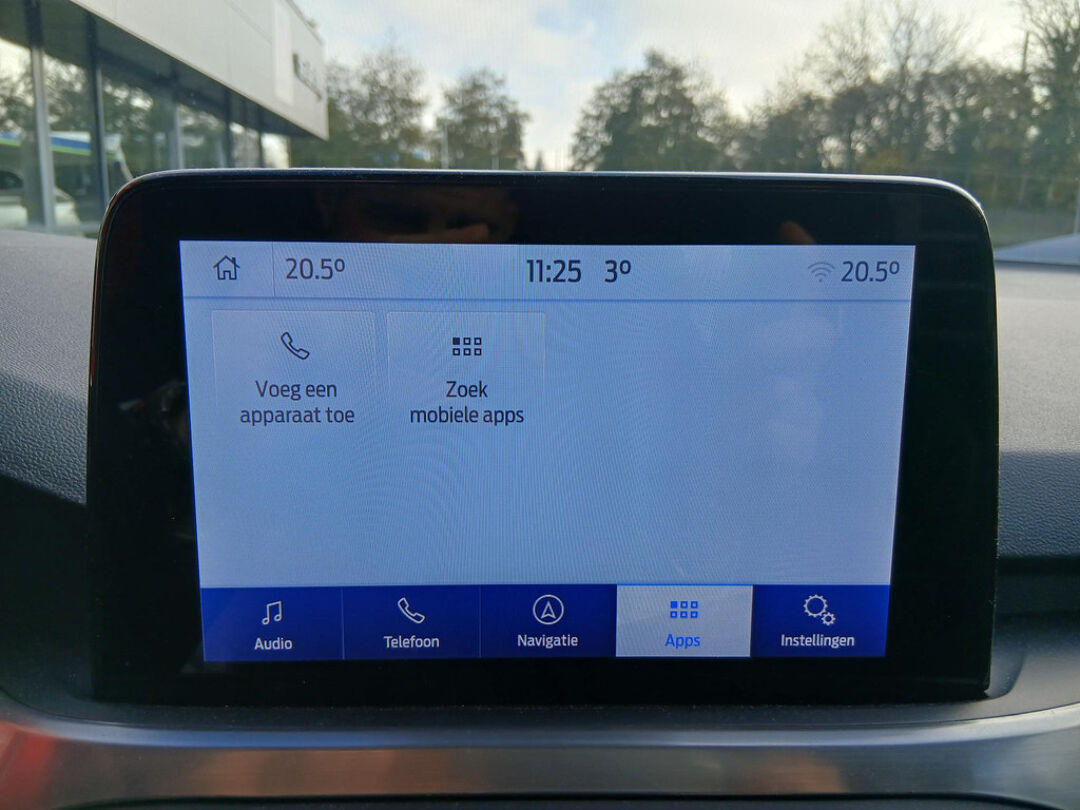 20.5º
11:25 3º
20.5º
Voeg een
apparaat toe
Zoek
mobiele apps
Audio
Telefoon
Navigatie
Apps
Instellingen